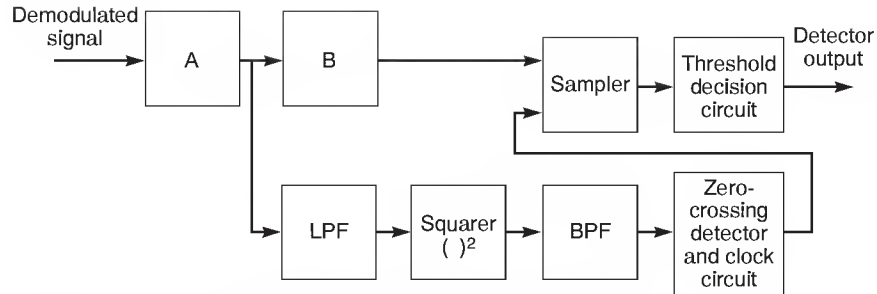 Demodulated
signal
A
B
Sampler
Threshold
decision
circuit
Detector
output
LPF
Squarer
( )²
BPF
Zero-
crossing
detector
and clock
circuit